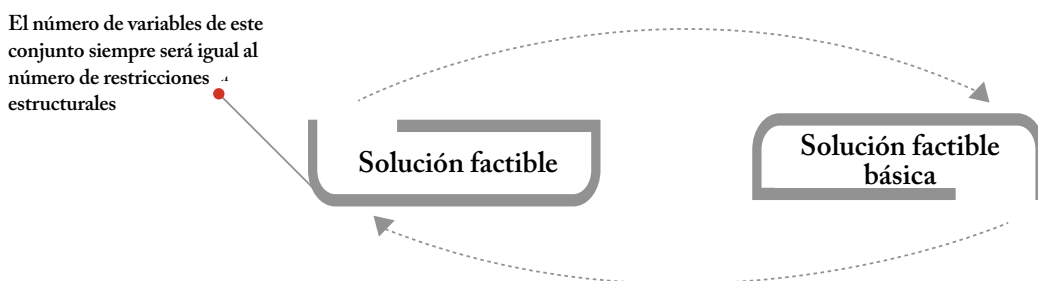 El número de variables de este
conjunto siempre será igual al
número de restricciones
estructurales
Solución factible
Solución factible
básica